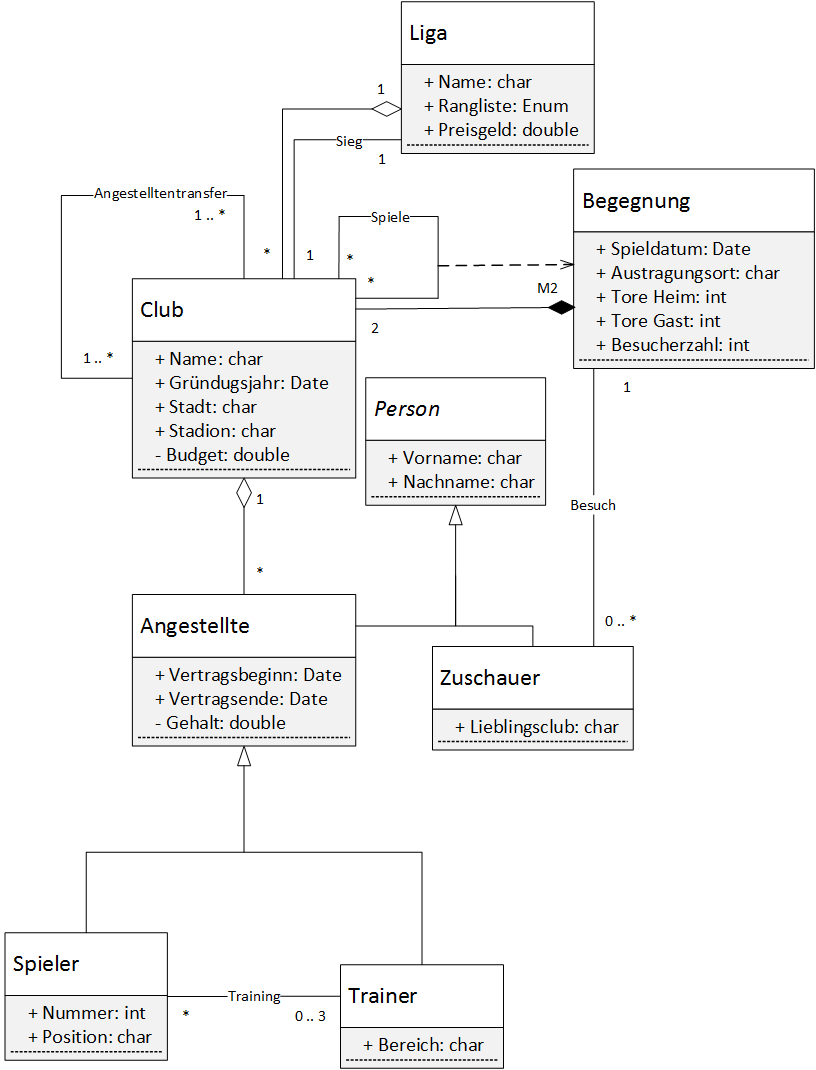 Liga
+ Name: char
+ Rangliste: Enum
+ Preisgeld: double
1
Sieg
1
Angestelltentransfer
1 .. *
*
1
Spiele
*
*
Begegnung
+ Spieldatum: Date
+ Austragungsort: char
+ Tore Heim: int
+ Tore Gast: int
+ Besucherzahl: int
M2
2
1 .. *
Club
+ Name: char
+ Gründugsjahr: Date
+ Stadt: char
+ Stadion: char
- Budget: double
1
Person
+ Vorname: char
+ Nachname: char
1
Besuch
0 .. *
*
Angestellte
+ Vertragsbeginn: Date
+ Vertragsende: Date
- Gehalt: double
Zuschauer
+ Lieblingsclub: char
Spieler
+ Nummer: int
+ Position: char
Training
*
0 .. 3
Trainer
+ Bereich: char